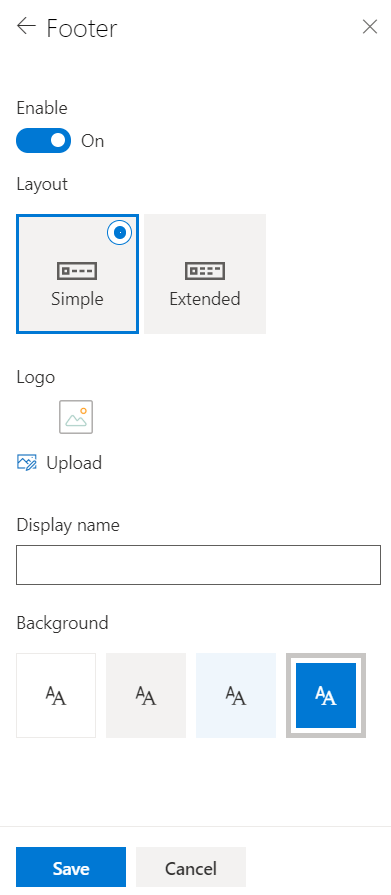 Footer
Enable
On
Layout
Simple
Extended
Logo
Upload
Display name
Background
AA
AA
AA
AA
Save
Cancel